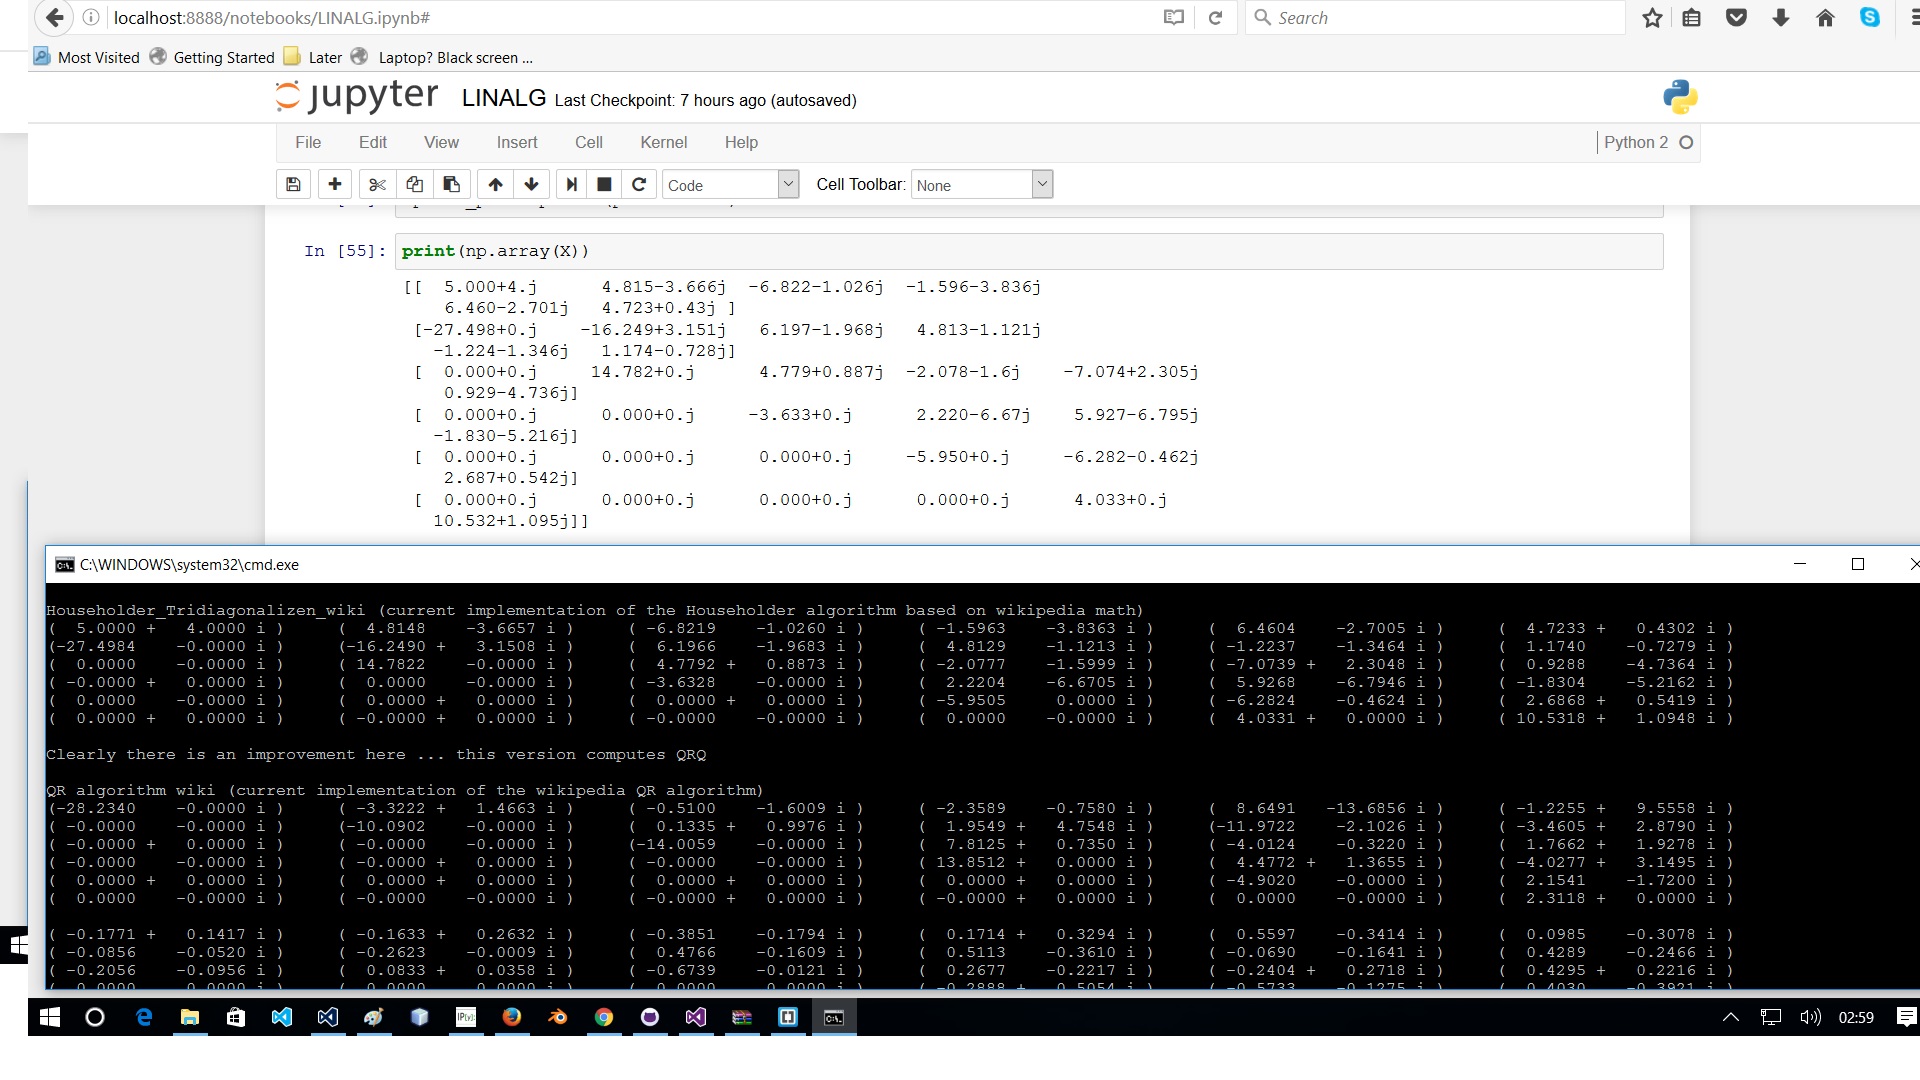 localhost:8888/notebooks/LINALG.ipynb#
Search
Most Visited Getting Started Later Laptop? Black screen ...
jupyter LINALG Last Checkpoint: 7 hours ago (autosaved)
File Edit View Insert Cell Kernel Help Python 2
Code Cell Toolbar: None
In [55]: print(np.array(X))
[[ 5.000+4.j 4.815-3.666j -6.822-1.026j -1.596-3.836j
6.460-2.701j 4.723+0.43j ]
[-27.498+0.j -16.249+3.151j 6.197-1.968j 4.813-1.121j
-1.224-1.346j 1.174-0.728j]
[ 0.000+0.j 14.782+0.j 4.779+0.887j -2.078-1.6j -7.074+2.305j
0.929-4.736j]
[ 0.000+0.j 0.000+0.j -3.633+0.j 2.220-6.67j 5.927-6.795j
-1.830-5.216j]
[ 0.000+0.j 0.000+0.j 0.000+0.j -5.950+0.j -6.282-0.462j
2.687+0.542j]
[ 0.000+0.j 0.000+0.j 0.000+0.j 0.000+0.j 4.033+0.j
10.532+1.095j]]
C:\WINDOWS\system32\cmd.exe
Householder_Tridiagonalizen_wiki (current implementation of the Householder algorithm based on wikipedia math)
( 5.0000 + 4.0000 i ) ( 4.8148 -3.6657 i ) ( -6.8219 -1.0260 i ) ( -1.5963 -3.8363 i ) ( 6.4604 -2.7005 i ) ( 4.7233 + 0.4302 i )
(-27.4984 -0.0000 i ) (-16.2490 + 3.1508 i ) ( 6.1966 -1.9683 i ) ( 4.8129 -1.1213 i ) ( -1.2237 -1.3464 i ) ( 1.1740 -0.7279 i )
( 0.0000 -0.0000 i ) ( 14.7822 -0.0000 i ) ( 4.7792 + 0.8873 i ) ( -2.0777 -1.5999 i ) ( -7.0739 + 2.3048 i ) ( 0.9288 -4.7364 i )
( -0.0000 + 0.0000 i ) ( 0.0000 -0.0000 i ) ( -3.6328 -0.0000 i ) ( 2.2204 -6.6705 i ) ( 5.9268 -6.7946 i ) ( -1.8304 -5.2162 i )
( 0.0000 -0.0000 i ) ( 0.0000 + 0.0000 i ) ( 0.0000 + 0.0000 i ) ( -5.9505 0.0000 i ) ( -6.2824 -0.4624 i ) ( 2.6868 + 0.5419 i )
( 0.0000 + 0.0000 i ) ( -0.0000 + 0.0000 i ) ( -0.0000 -0.0000 i ) ( 0.0000 -0.0000 i ) ( 4.0331 + 0.0000 i ) ( 10.5318 + 1.0948 i )
Clearly there is an improvement here ... this version computes QRQ
QR algorithm wiki (current implementation of the wikipedia QR algorithm)
(-28.2340 -0.0000 i ) ( -3.3222 + 1.4663 i ) ( -0.5100 -1.6009 i ) ( -2.3589 -0.7580 i ) ( 8.6491 -13.6856 i ) ( -1.2255 + 9.5558 i )
( -0.0000 -0.0000 i ) (-10.0902 -0.0000 i ) ( 0.1335 + 0.9976 i ) ( 1.9549 + 4.7548 i ) (-11.9722 -2.1026 i ) ( -3.4605 + 2.8790 i )
( -0.0000 + 0.0000 i ) ( -0.0000 -0.0000 i ) (-14.0059 -0.0000 i ) ( 7.8125 + 0.7350 i ) ( -4.0124 -0.3220 i ) ( 1.7662 + 1.9278 i )
( -0.0000 -0.0000 i ) ( -0.0000 + 0.0000 i ) ( -0.0000 -0.0000 i ) ( 13.8512 + 0.0000 i ) ( 4.4772 + 1.3655 i ) ( -4.0277 + 3.1495 i )
( 0.0000 + 0.0000 i ) ( 0.0000 + 0.0000 i ) ( 0.0000 + 0.0000 i ) ( 0.0000 + 0.0000 i ) ( -4.9020 -0.0000 i ) ( 2.1541 -1.7200 i )
( 0.0000 -0.0000 i ) ( -0.0000 -0.0000 i ) ( -0.0000 + 0.0000 i ) ( -0.0000 + 0.0000 i ) ( 0.0000 -0.0000 i ) ( 2.3118 + 0.0000 i )
( -0.1771 + 0.1417 i ) ( -0.1633 + 0.2632 i ) ( -0.3851 -0.1794 i ) ( 0.1714 + 0.3294 i ) ( 0.5597 -0.3414 i ) ( 0.0985 -0.3078 i )
( -0.0856 -0.0520 i ) ( -0.2623 -0.0009 i ) ( 0.4766 -0.1609 i ) ( 0.5113 -0.3610 i ) ( -0.0690 -0.1641 i ) ( 0.4289 -0.2466 i )
( -0.2056 -0.0956 i ) ( 0.0833 + 0.0358 i ) ( -0.6739 -0.0121 i ) ( 0.2677 -0.2217 i ) ( -0.2404 + 0.2718 i ) ( 0.4295 + 0.2216 i )
02:59